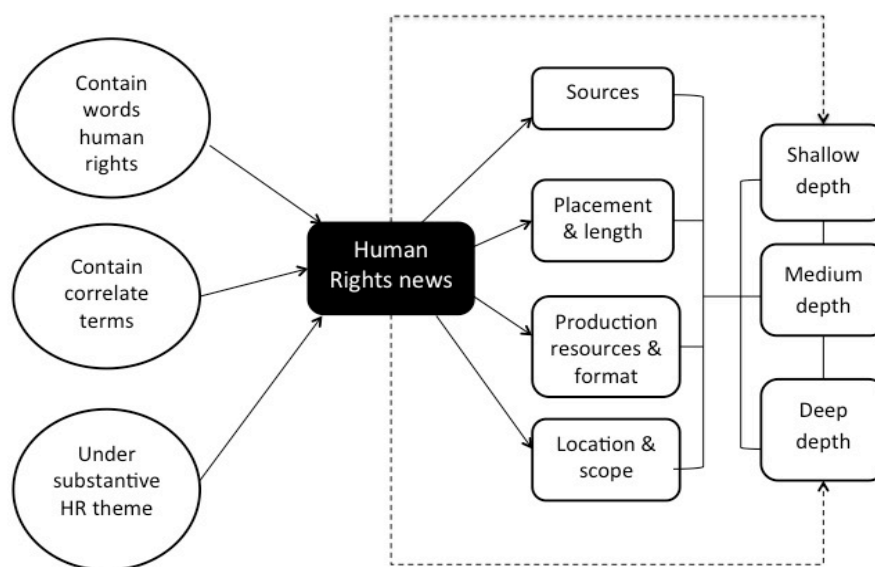 Contain
words
human
rights
Contain
correlate
terms
Under
substantive
HR theme
Human
Rights news
Sources
Placement
& length
Production
resources &
format
Location &
scope
Shallow
depth
Medium
depth
Deep
depth